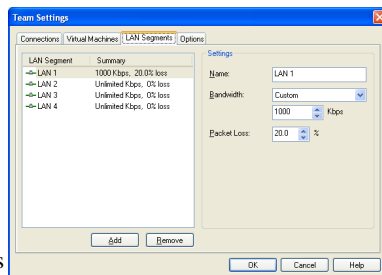 Team Settings
Connections Virtual Machines LAN Segments Options
LAN Segment Summary
LAN 1 1000 Kbps, 20.0% loss
LAN 2 Unlimited Kbps, 0% loss
LAN 3 Unlimited Kbps, 0% loss
LAN 4 Unlimited Kbps, 0% loss
Add Remove
Settings
Name: LAN 1
Bandwidth: Custom
1000 Kbps
Packet Loss: 20.0 %
s
OK Cancel Help